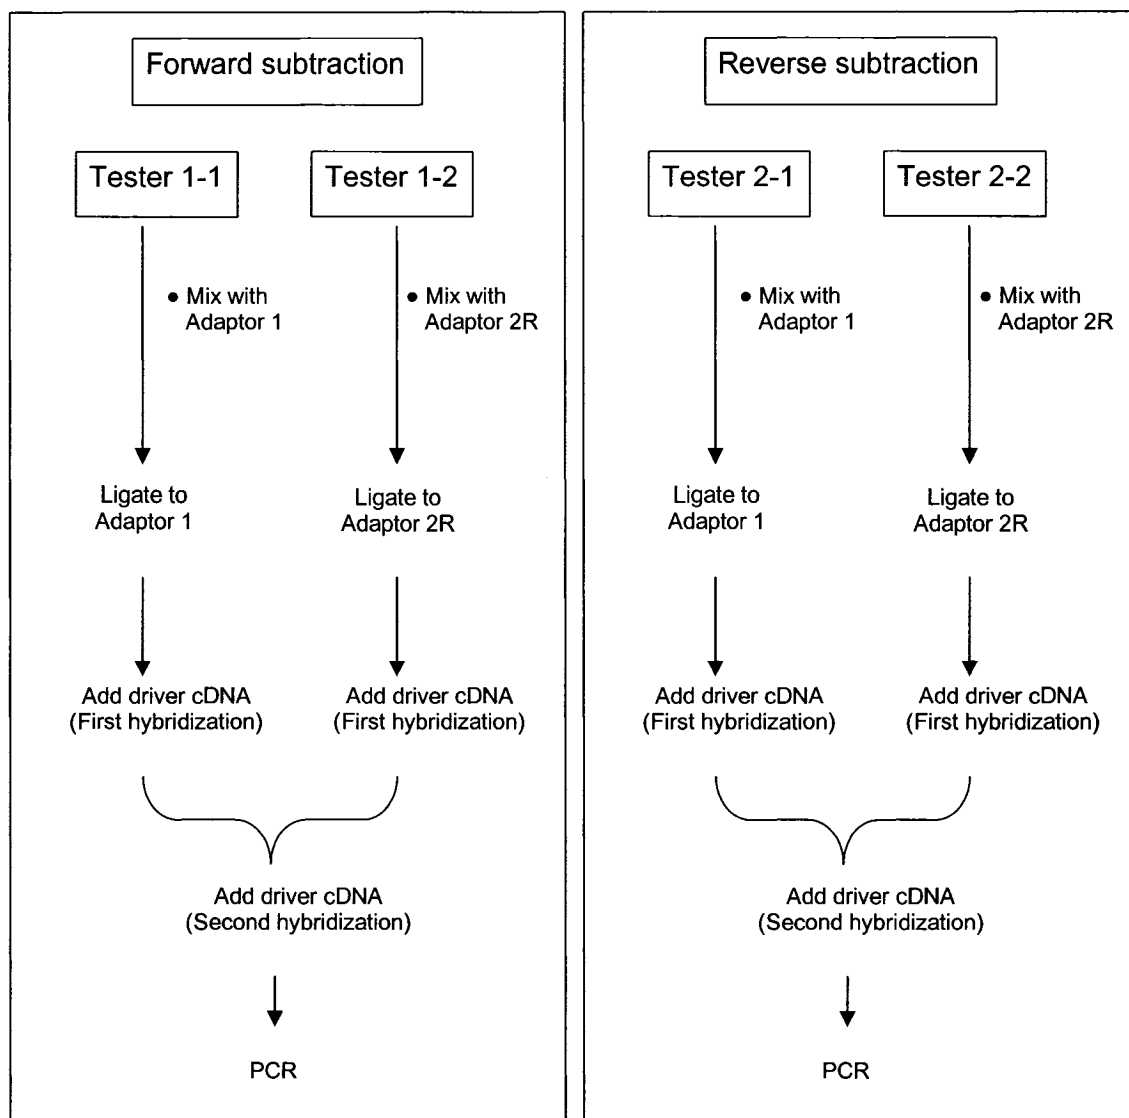 Forward subtraction
Tester 1-1
Tester 1-2
• Mix with
Adaptor 1
• Mix with
Adaptor 2R
Ligate to
Adaptor 1
Ligate to
Adaptor 2R
Add driver cDNA
(First hybridization)
Add driver cDNA
(First hybridization)
Add driver cDNA
(Second hybridization)
PCR
Reverse subtraction
Tester 2-1
Tester 2-2
• Mix with
Adaptor 1
• Mix with
Adaptor 2R
Ligate to
Adaptor 1
Ligate to
Adaptor 2R
Add driver cDNA
(First hybridization)
Add driver cDNA
(First hybridization)
Add driver cDNA
(Second hybridization)
PCR